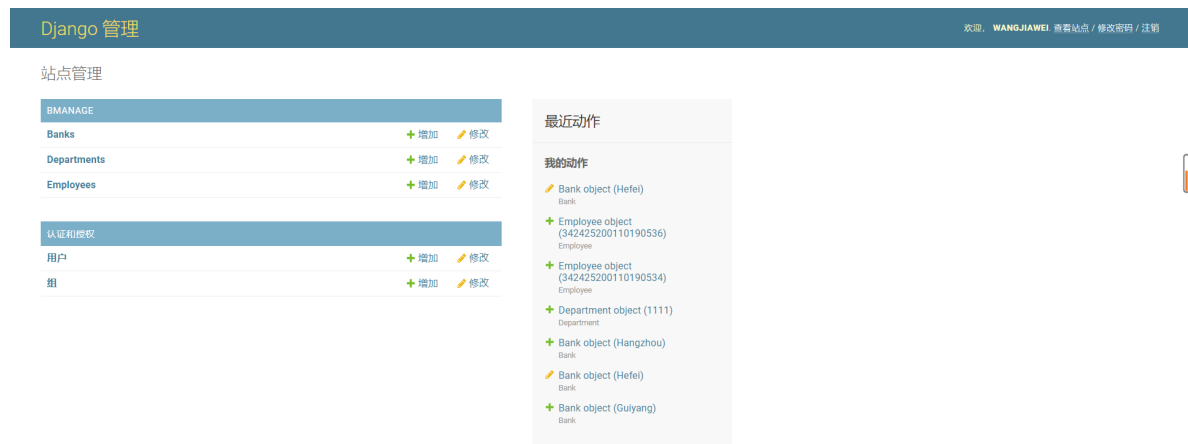 Django 管理
欢迎， WANGJIAWEI. 查看站点 / 修改密码 / 注销
站点管理
BMANAGE
Banks 增加 修改
Departments 增加 修改
Employees 增加 修改
认证和授权
用户 增加 修改
组 增加 修改
最近动作
我的动作
Bank object (Hefei)
Bank
Employee object
(342425200110190536)
Employee
Employee object
(342425200110190534)
Employee
Department object (1111)
Department
Bank object (Hangzhou)
Bank
Bank object (Hefei)
Bank
Bank object (Guiyang)
Bank